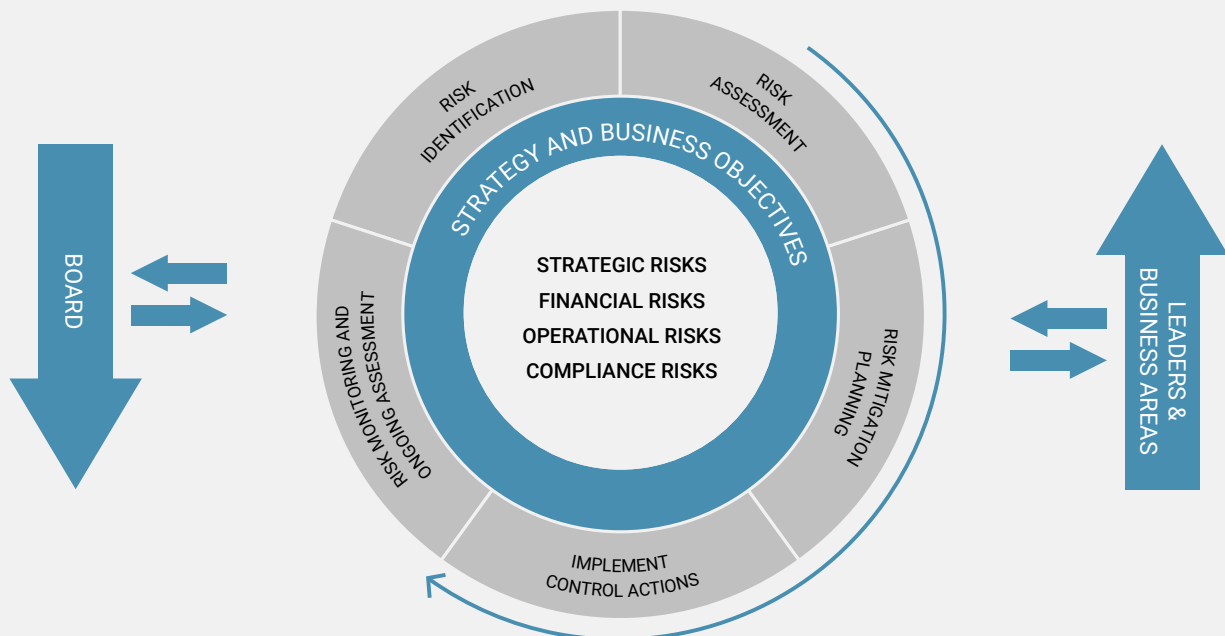 RISK
IDENTIFICATION
RISK
ASSESSMENT
STRATEGY AND BUSINESS OBJECTIVES
BOARD
STRATEGIC RISKS
FINANCIAL RISKS
OPERATIONAL RISKS
COMPLIANCE RISKS
LEADERS &
BUSINESS AREAS
RISK MONITORING AND
ONGOING ASSESSMENT
RISK MITIGATION
PLANNING
IMPLEMENT
CONTROL ACTIONS